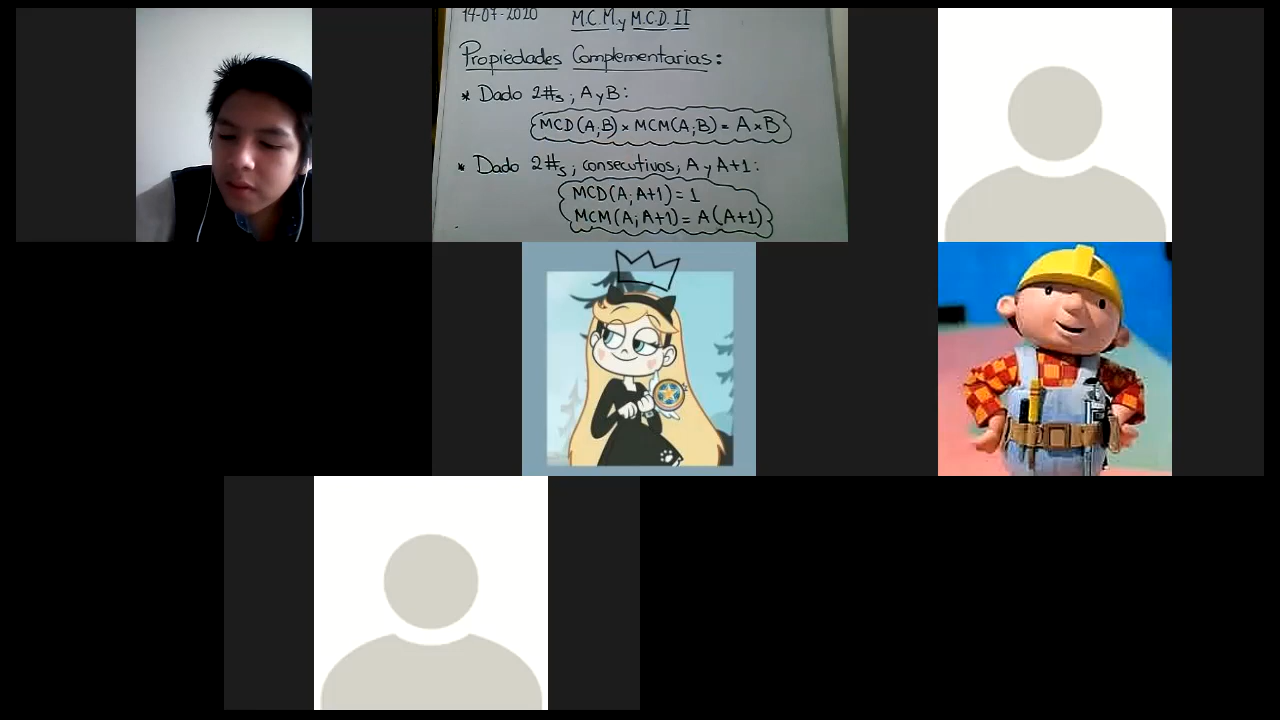 14-07-2020 M.C.M. y M.C.D. II
Propiedades Complementarias:
* Dado 2#s; A y B:
MCD(A;B) × MCM(A;B) = A × B
* Dado 2#s; consecutivos; A y A+1:
MCD(A;A+1) = 1
MCM(A;A+1) = A(A+1)